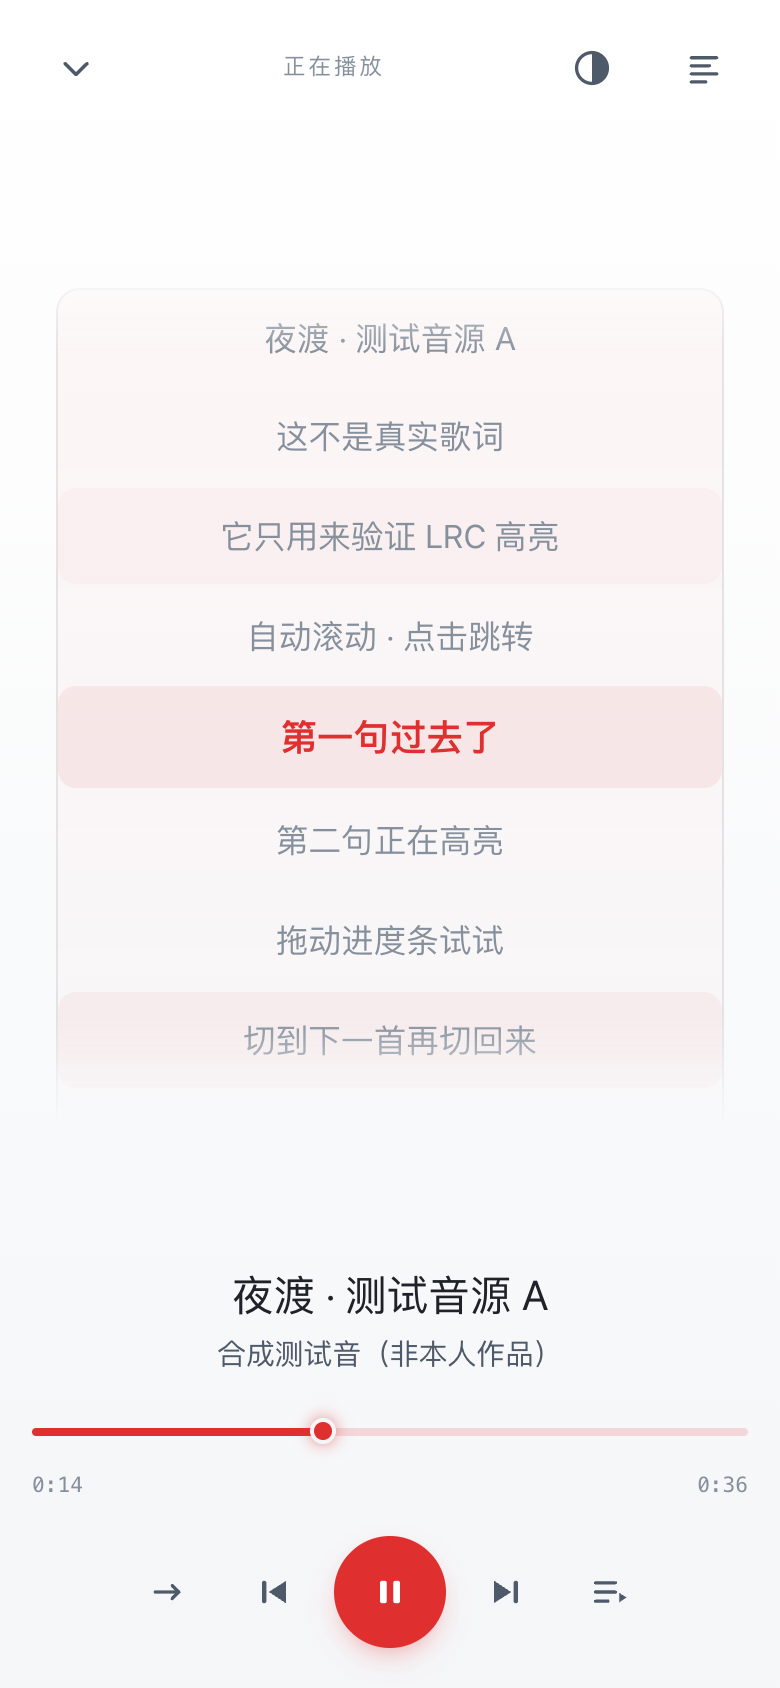 正在播放
夜渡 · 测试音源 A
这不是真实歌词
它只用来验证 LRC 高亮
自动滚动 · 点击跳转
第一句过去了
第二句正在高亮
拖动进度条试试
切到下一首再切回来
夜渡 · 测试音源 A
合成测试音（非本人作品）
0:14
0:36